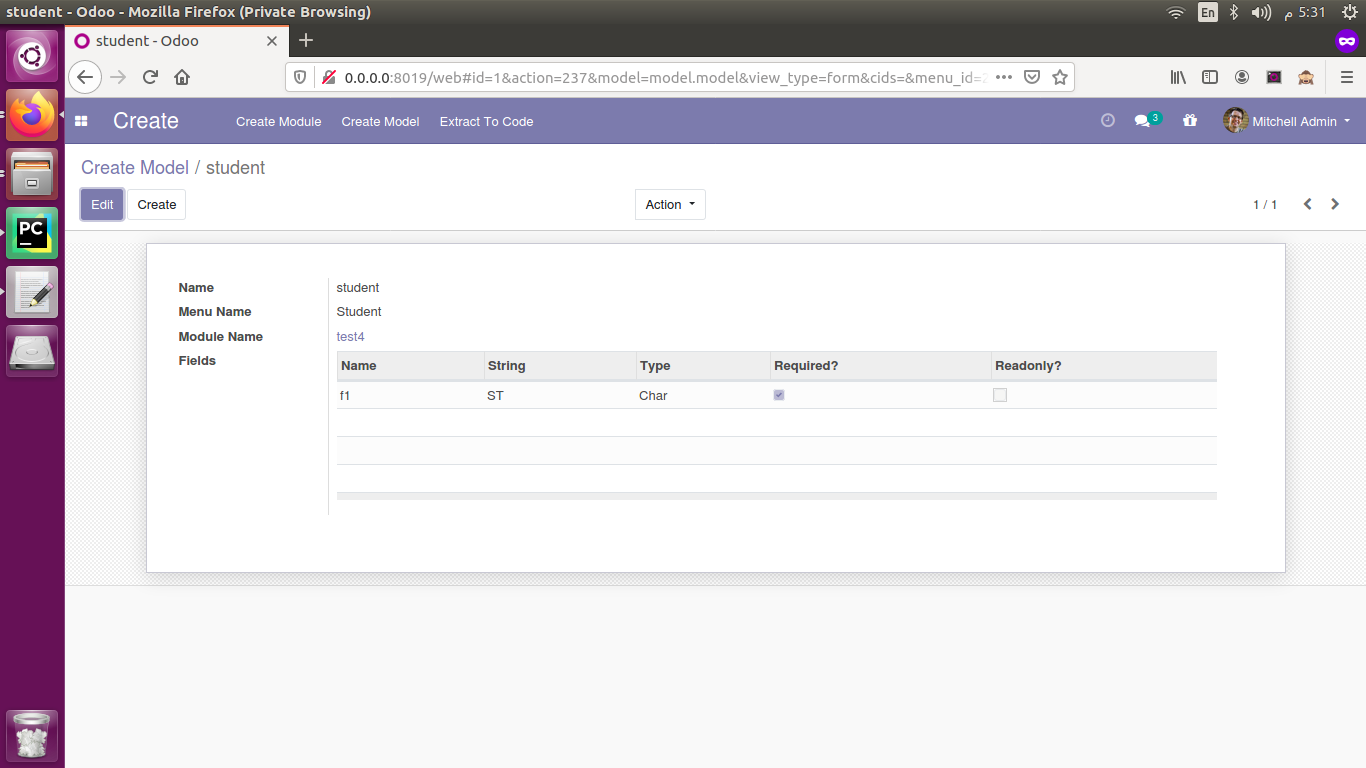 student - Odoo - Mozilla Firefox (Private Browsing)
En
5:31 م
student - Odoo
0.0.0.0:8019/web#id=1&action=237&model=model.model&view_type=form&cids=&menu_id=
Create
Create Module
Create Model
Extract To Code
3
Mitchell Admin
Create Model / student
Edit
Create
Action
1 / 1
Name
student
Menu Name
Student
Module Name
test4
Fields
Name String Type Required? Readonly?
f1 ST Char
PC